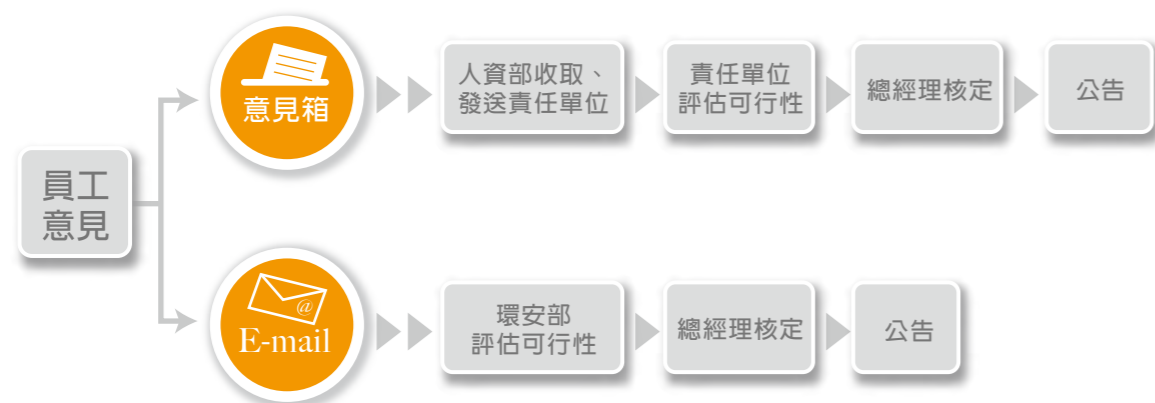 員工
意見
意見箱
人資部收取、
發送責任單位
責任單位
評估可行性
總經理核定
公告
@
E-mail
環安部
評估可行性
總經理核定
公告